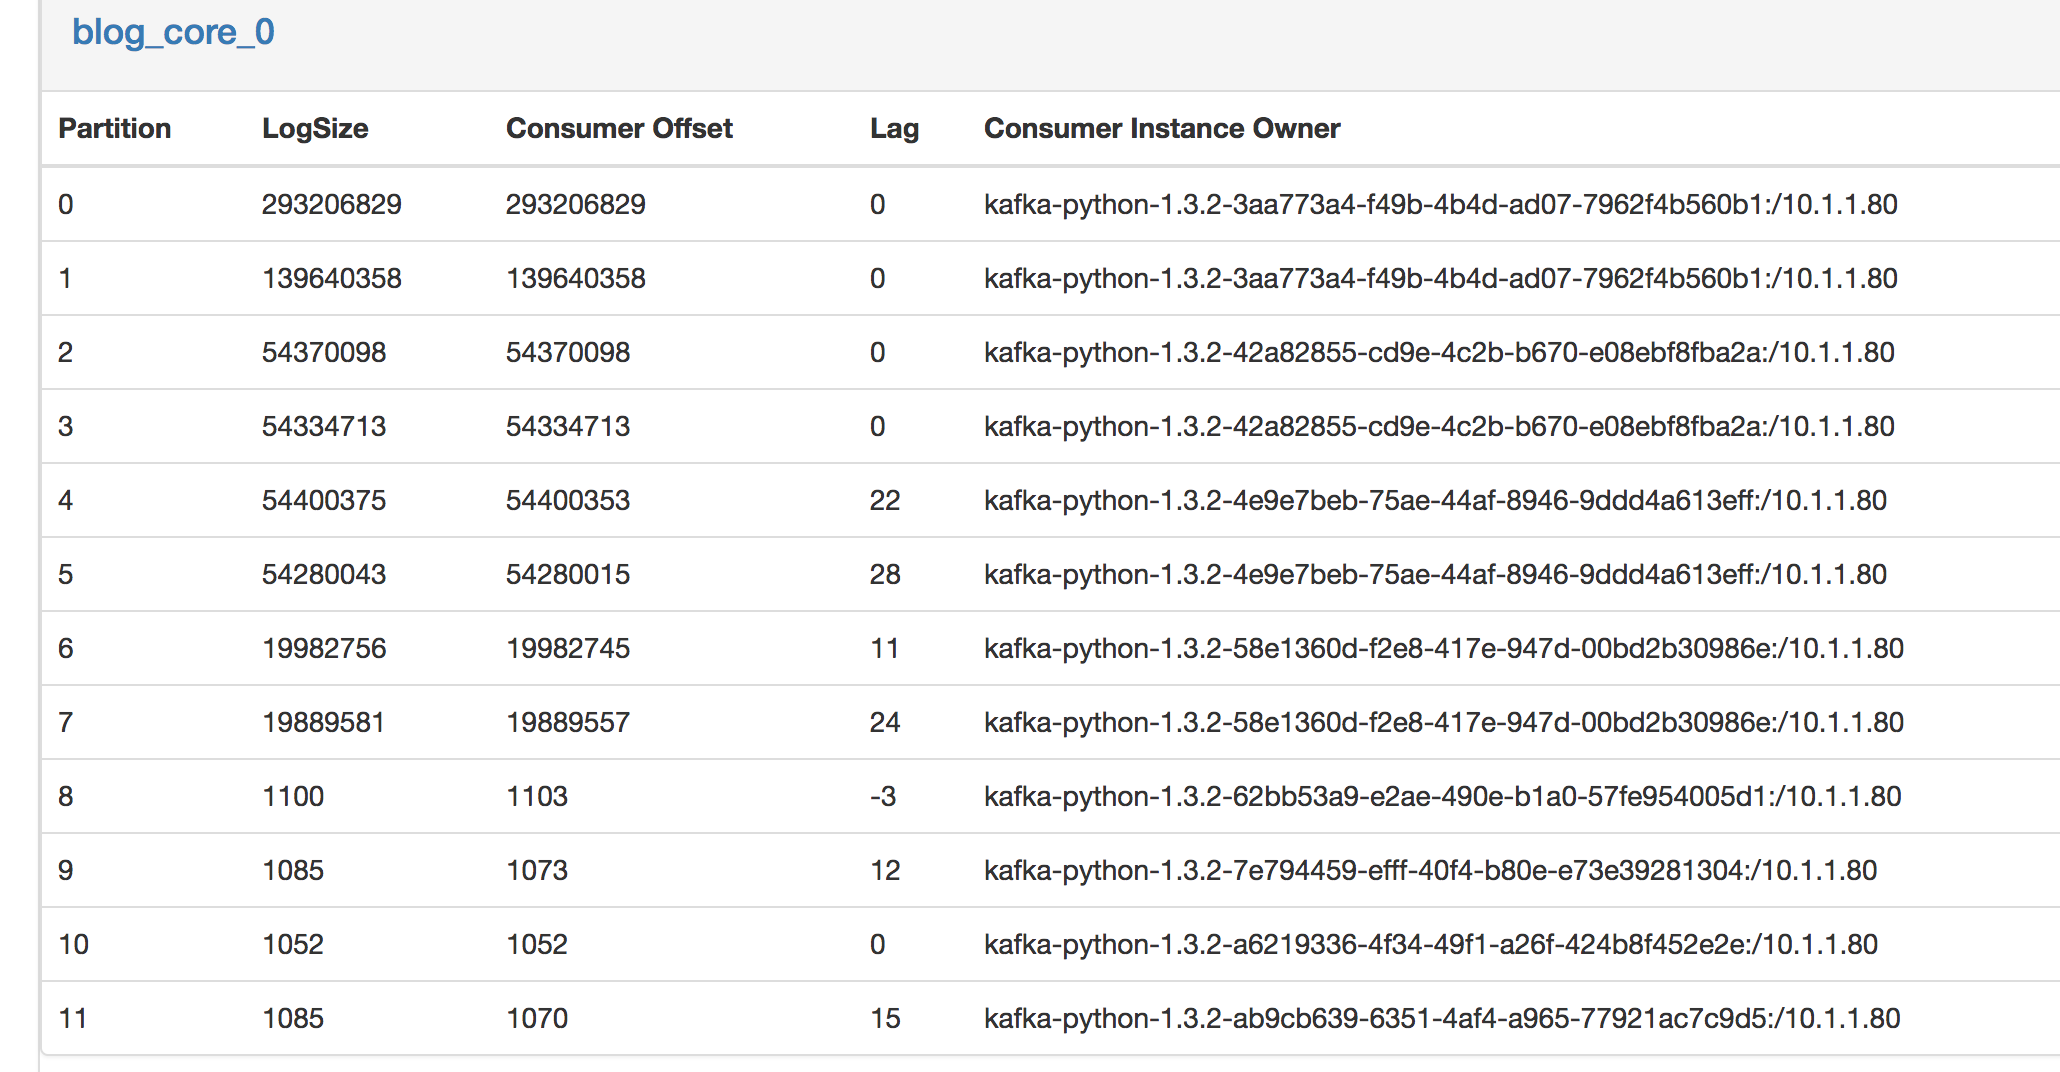 blog_core_0
Partition LogSize Consumer Offset Lag Consumer Instance Owner
0 293206829 293206829 0 kafka-python-1.3.2-3aa773a4-f49b-4b4d-ad07-7962f4b560b1:/10.1.1.80
1 139640358 139640358 0 kafka-python-1.3.2-3aa773a4-f49b-4b4d-ad07-7962f4b560b1:/10.1.1.80
2 54370098 54370098 0 kafka-python-1.3.2-42a82855-cd9e-4c2b-b670-e08ebf8fba2a:/10.1.1.80
3 54334713 54334713 0 kafka-python-1.3.2-42a82855-cd9e-4c2b-b670-e08ebf8fba2a:/10.1.1.80
4 54400375 54400353 22 kafka-python-1.3.2-4e9e7beb-75ae-44af-8946-9ddd4a613eff:/10.1.1.80
5 54280043 54280015 28 kafka-python-1.3.2-4e9e7beb-75ae-44af-8946-9ddd4a613eff:/10.1.1.80
6 19982756 19982745 11 kafka-python-1.3.2-58e1360d-f2e8-417e-947d-00bd2b30986e:/10.1.1.80
7 19889581 19889557 24 kafka-python-1.3.2-58e1360d-f2e8-417e-947d-00bd2b30986e:/10.1.1.80
8 1100 1103 -3 kafka-python-1.3.2-62bb53a9-e2ae-490e-b1a0-57fe954005d1:/10.1.1.80
9 1085 1073 12 kafka-python-1.3.2-7e794459-efff-40f4-b80e-e73e39281304:/10.1.1.80
10 1052 1052 0 kafka-python-1.3.2-a6219336-4f34-49f1-a26f-424b8f452e2e:/10.1.1.80
11 1085 1070 15 kafka-python-1.3.2-ab9cb639-6351-4af4-a965-77921ac7c9d5:/10.1.1.80